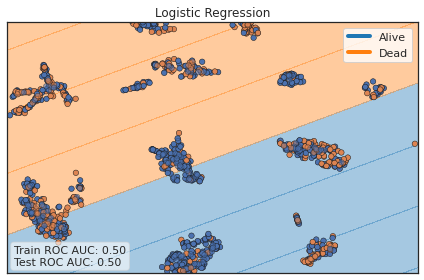 Logistic Regression
Alive
Dead
Train ROC AUC: 0.50
Test ROC AUC: 0.50